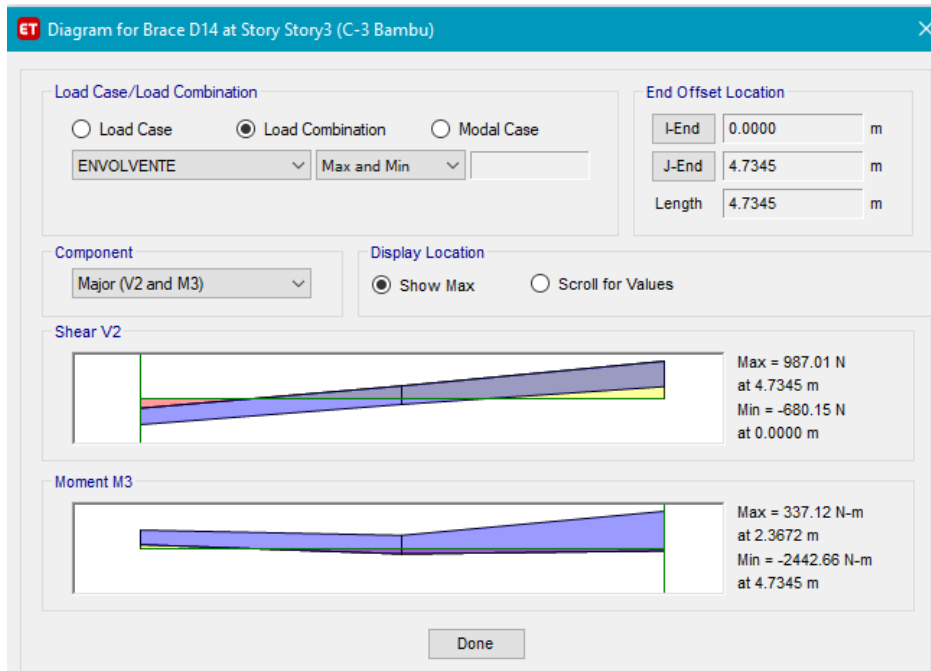 ET Diagram for Brace D14 at Story Story3 (C-3 Bambu)
Load Case/Load Combination
Load Case Load Combination Modal Case
ENVOLVENTE Max and Min
End Offset Location
I-End 0.0000 m
J-End 4.7345 m
Length 4.7345 m
Component
Major (V2 and M3)
Display Location
Show Max Scroll for Values
Shear V2
Max = 987.01 N
at 4.7345 m
Min = -680.15 N
at 0.0000 m
Moment M3
Max = 337.12 N-m
at 2.3672 m
Min = -2442.66 N-m
at 4.7345 m
Done